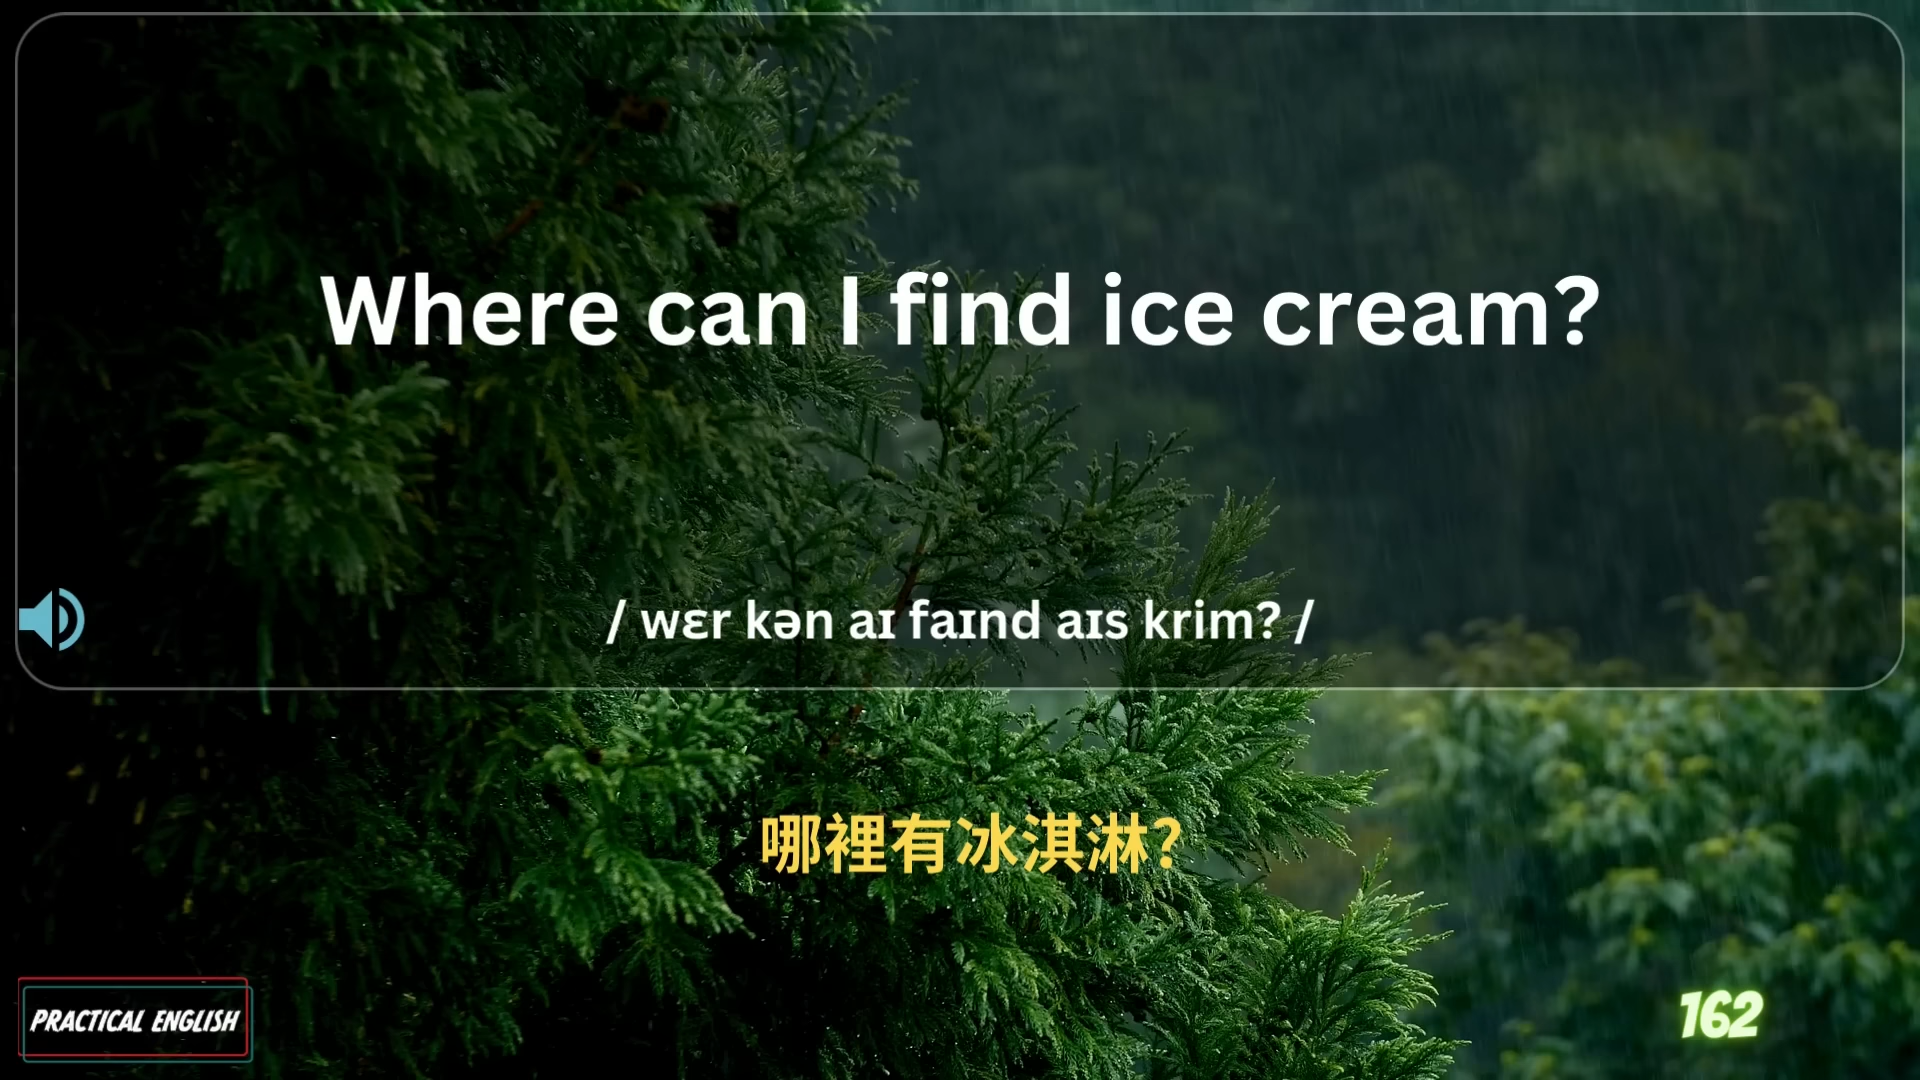 Where can I find ice cream?
/ wɛr kən aɪ faɪnd aɪs krim? /
哪裡有冰淇淋?
PRACTICAL ENGLISH
162